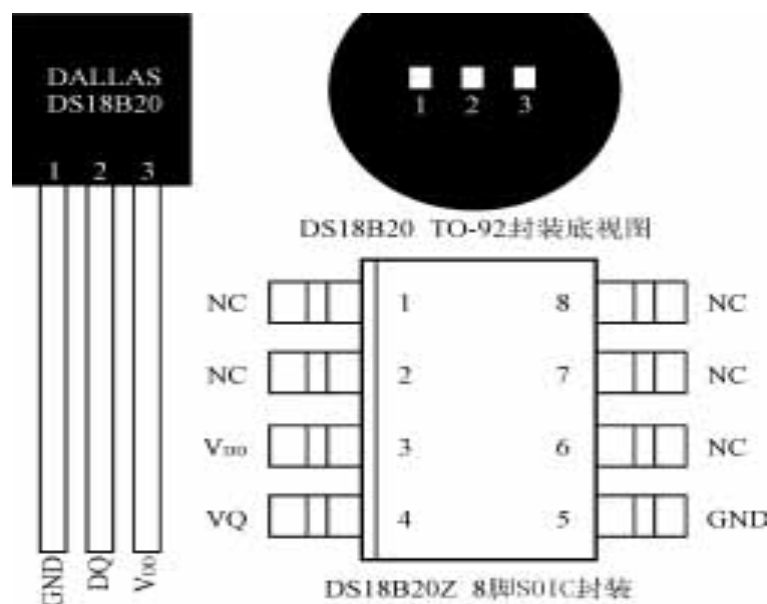 DALLAS
DS18B20
1 2 3
GND DQ VDD
1 2 3
DS18B20 TO-92封装底视图
NC 1 8 NC
NC 2 7 NC
VDD 3 6 NC
VQ 4 5 GND
DS18B20Z 8脚SOIC封装